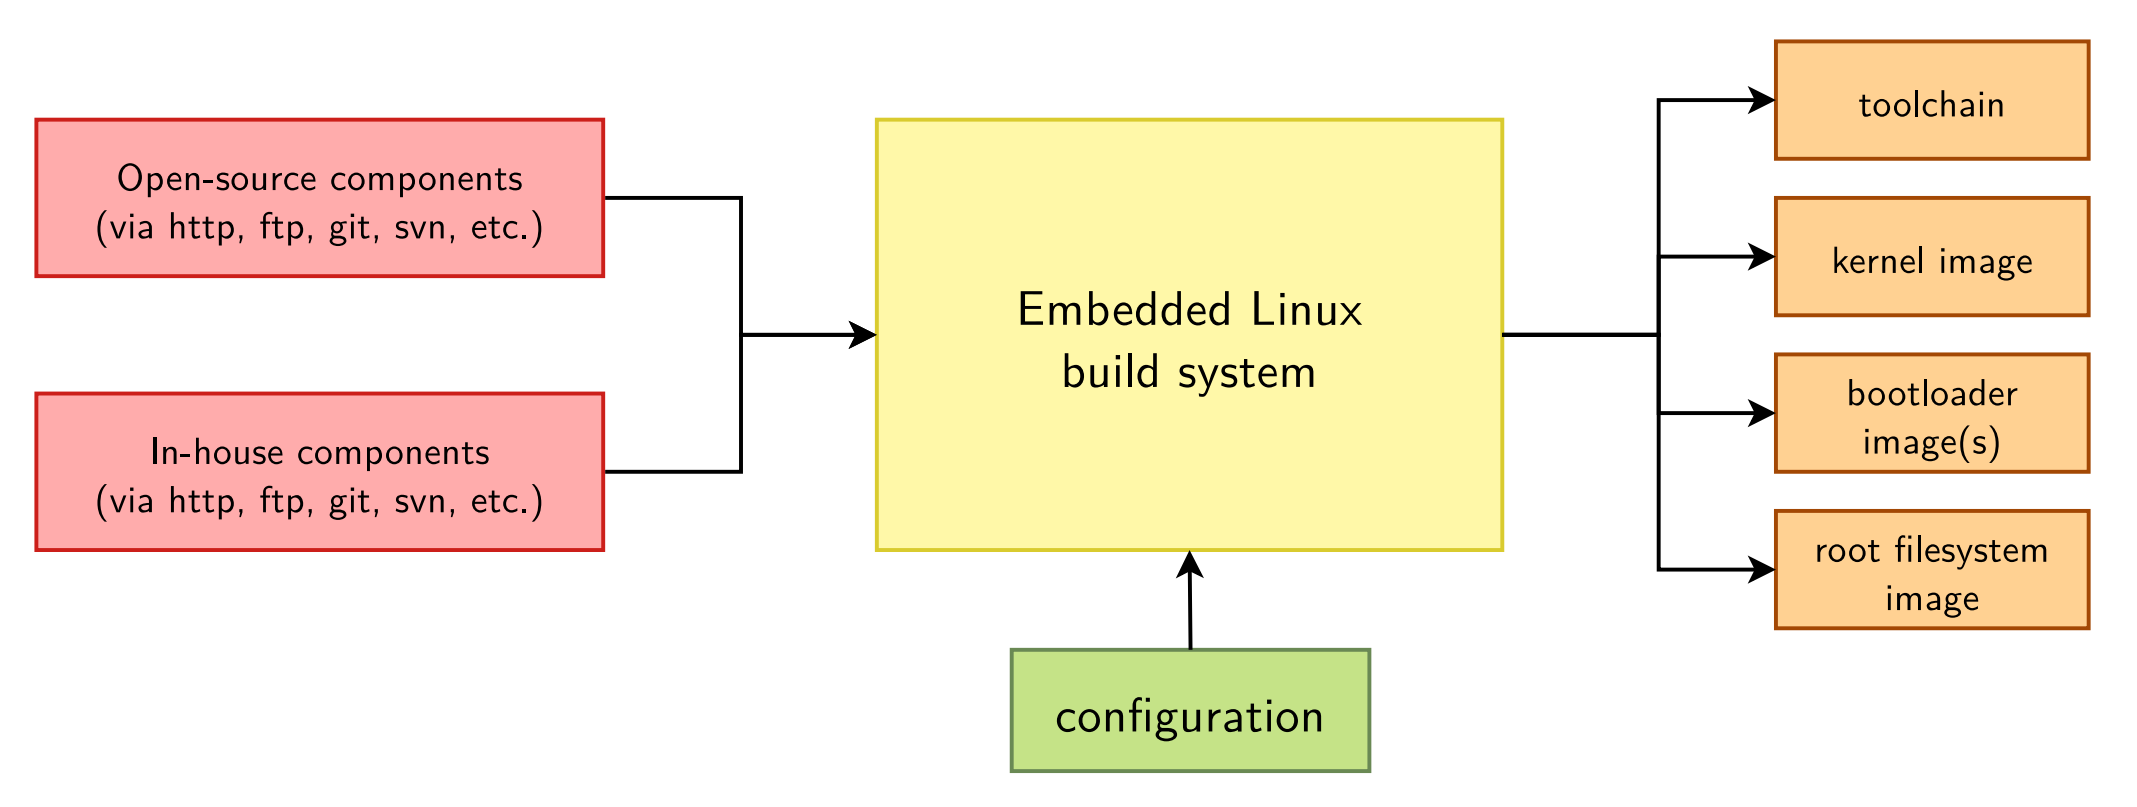 Open-source components
(via http, ftp, git, svn, etc.)
In-house components
(via http, ftp, git, svn, etc.)
Embedded Linux
build system
configuration
toolchain
kernel image
bootloader
image(s)
root filesystem
image